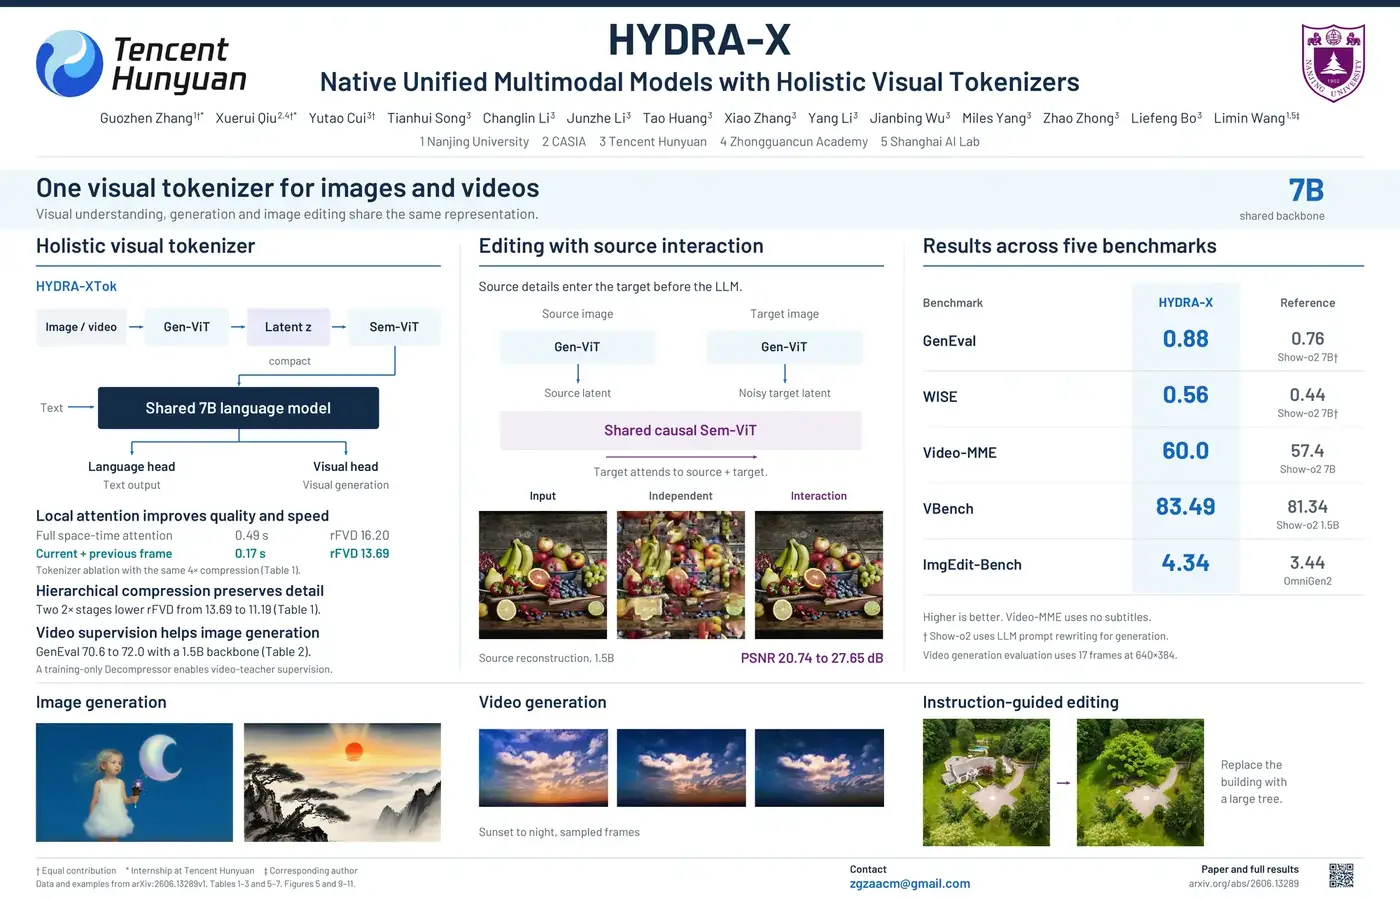 Tencent
Hunyuan
HYDRA-X
Native Unified Multimodal Models with Holistic Visual Tokenizers
NANJING UNIVERSITY
1902
Guozhen Zhang1†* Xuerui Qiu2,4†* Yutao Cui3† Tianhui Song3 Changlin Li3 Junzhe Li3 Tao Huang3 Xiao Zhang3 Yang Li3 Jianbing Wu3 Miles Yang3 Zhao Zhong3 Liefeng Bo3 Limin Wang1,5‡
1 Nanjing University 2 CASIA 3 Tencent Hunyuan 4 Zhongguancun Academy 5 Shanghai AI Lab
One visual tokenizer for images and videos
Visual understanding, generation and image editing share the same representation.
7B
shared backbone
Holistic visual tokenizer
HYDRA-XTok
Image / video
Gen-ViT
Latent z
Sem-ViT
compact
Text
Shared 7B language model
Language head
Text output
Visual head
Visual generation
Local attention improves quality and speed
Full space-time attention 0.49 s rFVD 16.20
Current + previous frame 0.17 s rFVD 13.69
Tokenizer ablation with the same 4× compression (Table 1).
Hierarchical compression preserves detail
Two 2× stages lower rFVD from 13.69 to 11.19 (Table 1).
Video supervision helps image generation
GenEval 70.6 to 72.0 with a 1.5B backbone (Table 2).
A training-only Decompressor enables video-teacher supervision.
Editing with source interaction
Source details enter the target before the LLM.
Source image Target image
Gen-ViT Gen-ViT
Source latent Noisy target latent
Shared causal Sem-ViT
Target attends to source + target.
Input Independent Interaction
Source reconstruction, 1.5B PSNR 20.74 to 27.65 dB
Results across five benchmarks
Benchmark HYDRA-X Reference
GenEval 0.88 0.76
Show-o2 7B†
WISE 0.56 0.44
Show-o2 7B†
Video-MME 60.0 57.4
Show-o2 7B
VBench 83.49 81.34
Show-o2 1.5B
ImgEdit-Bench 4.34 3.44
OmniGen2
Higher is better. Video-MME uses no subtitles.
† Show-o2 uses LLM prompt rewriting for generation.
Video generation evaluation uses 17 frames at 640×384.
Image generation
Video generation
Sunset to night, sampled frames
Instruction-guided editing
Replace the
building with
a large tree.
† Equal contribution * Internship at Tencent Hunyuan ‡ Corresponding author
Data and examples from arXiv:2606.13289v1. Tables 1–3 and 5–7. Figures 5 and 9–11.
Contact
zgzaacm@gmail.com
Paper and full results
arxiv.org/abs/2606.13289